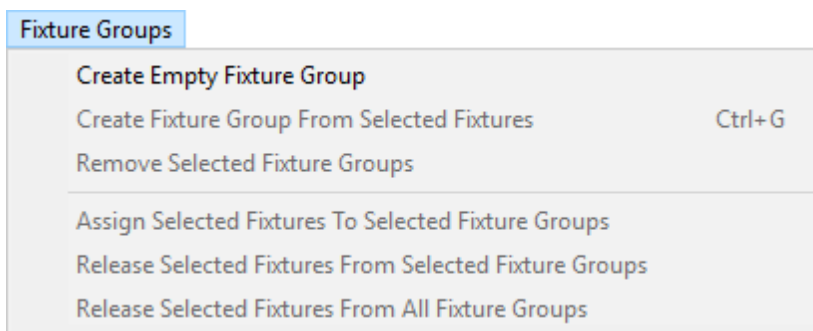 Fixture Groups
Create Empty Fixture Group
Create Fixture Group From Selected Fixtures Ctrl+G
Remove Selected Fixture Groups
Assign Selected Fixtures To Selected Fixture Groups
Release Selected Fixtures From Selected Fixture Groups
Release Selected Fixtures From All Fixture Groups